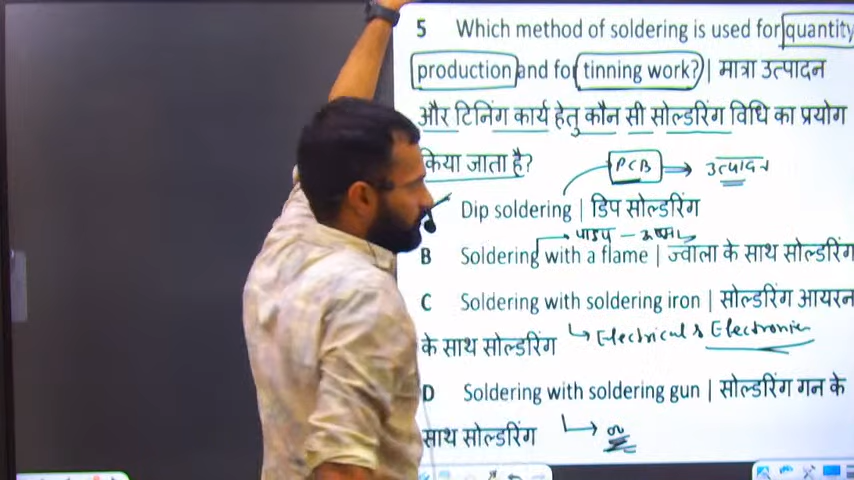 5 Which method of soldering is used for quantity
production and for tinning work? | मात्रा उत्पादन
और टिनिंग कार्य हेतु कौन सी सोल्डरिंग विधि का प्रयोग
किया जाता है?
PCB → उत्पादन
Dip soldering | डिप सोल्डरिंग
पाइप –
B Soldering with a flame | ज्वाला के साथ सोल्डरिंग
C Soldering with soldering iron | सोल्डरिंग आयरन
के साथ सोल्डरिंग
Electrical & Electronics
D Soldering with soldering gun | सोल्डरिंग गन के
साथ सोल्डरिंग